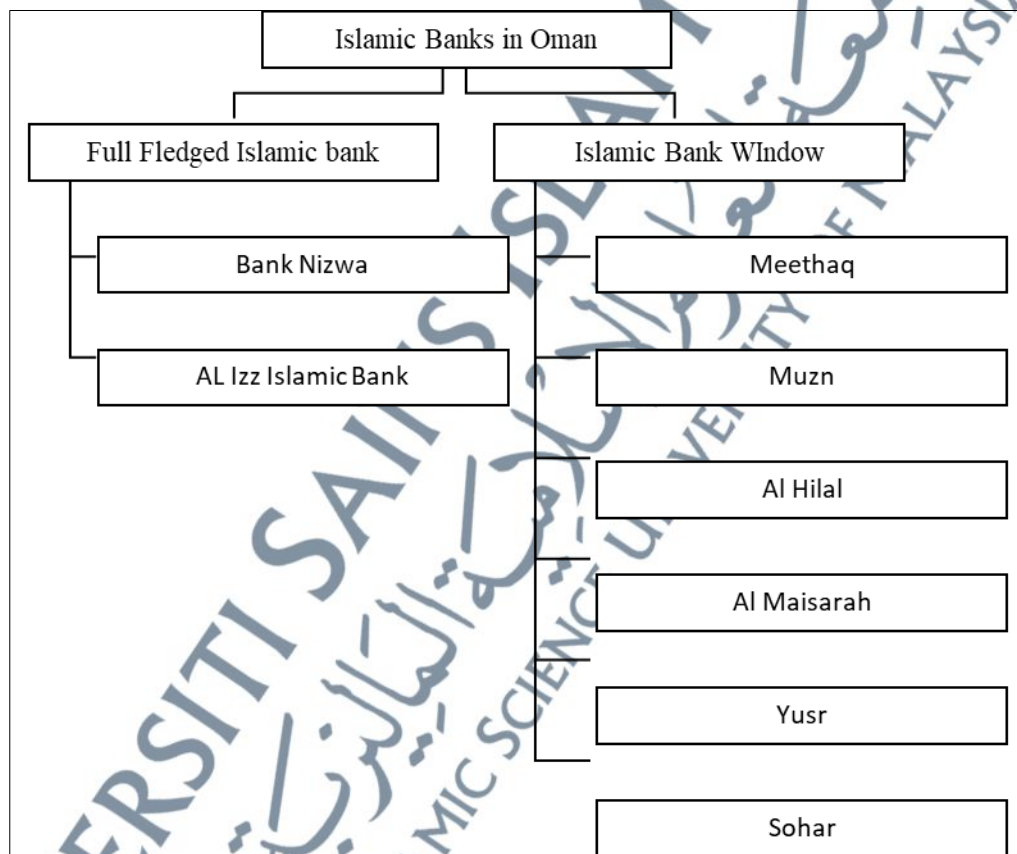 Islamic Banks in Oman
Full Fledged Islamic bank
Islamic Bank WIndow
Bank Nizwa
Meethaq
AL Izz Islamic Bank
Muzn
Al Hilal
Al Maisarah
Yusr
Sohar